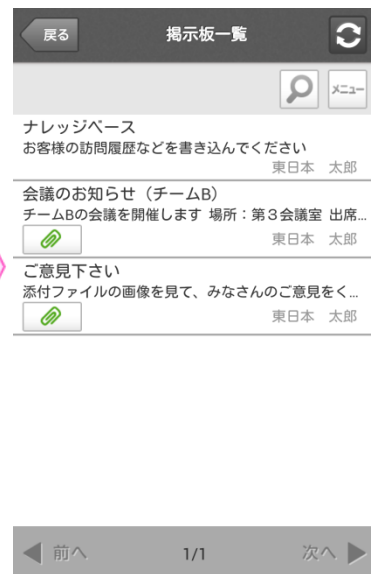 戻る 掲示板一覧
メニュー
ナレッジベース
お客様の訪問履歴などを書き込んでください
東日本 太郎
会議のお知らせ（チームB）
チームBの会議を開催します 場所：第３会議室 出席...
東日本 太郎
ご意見下さい
添付ファイルの画像を見て、みなさんのご意見をく...
東日本 太郎
前へ 1/1 次へ